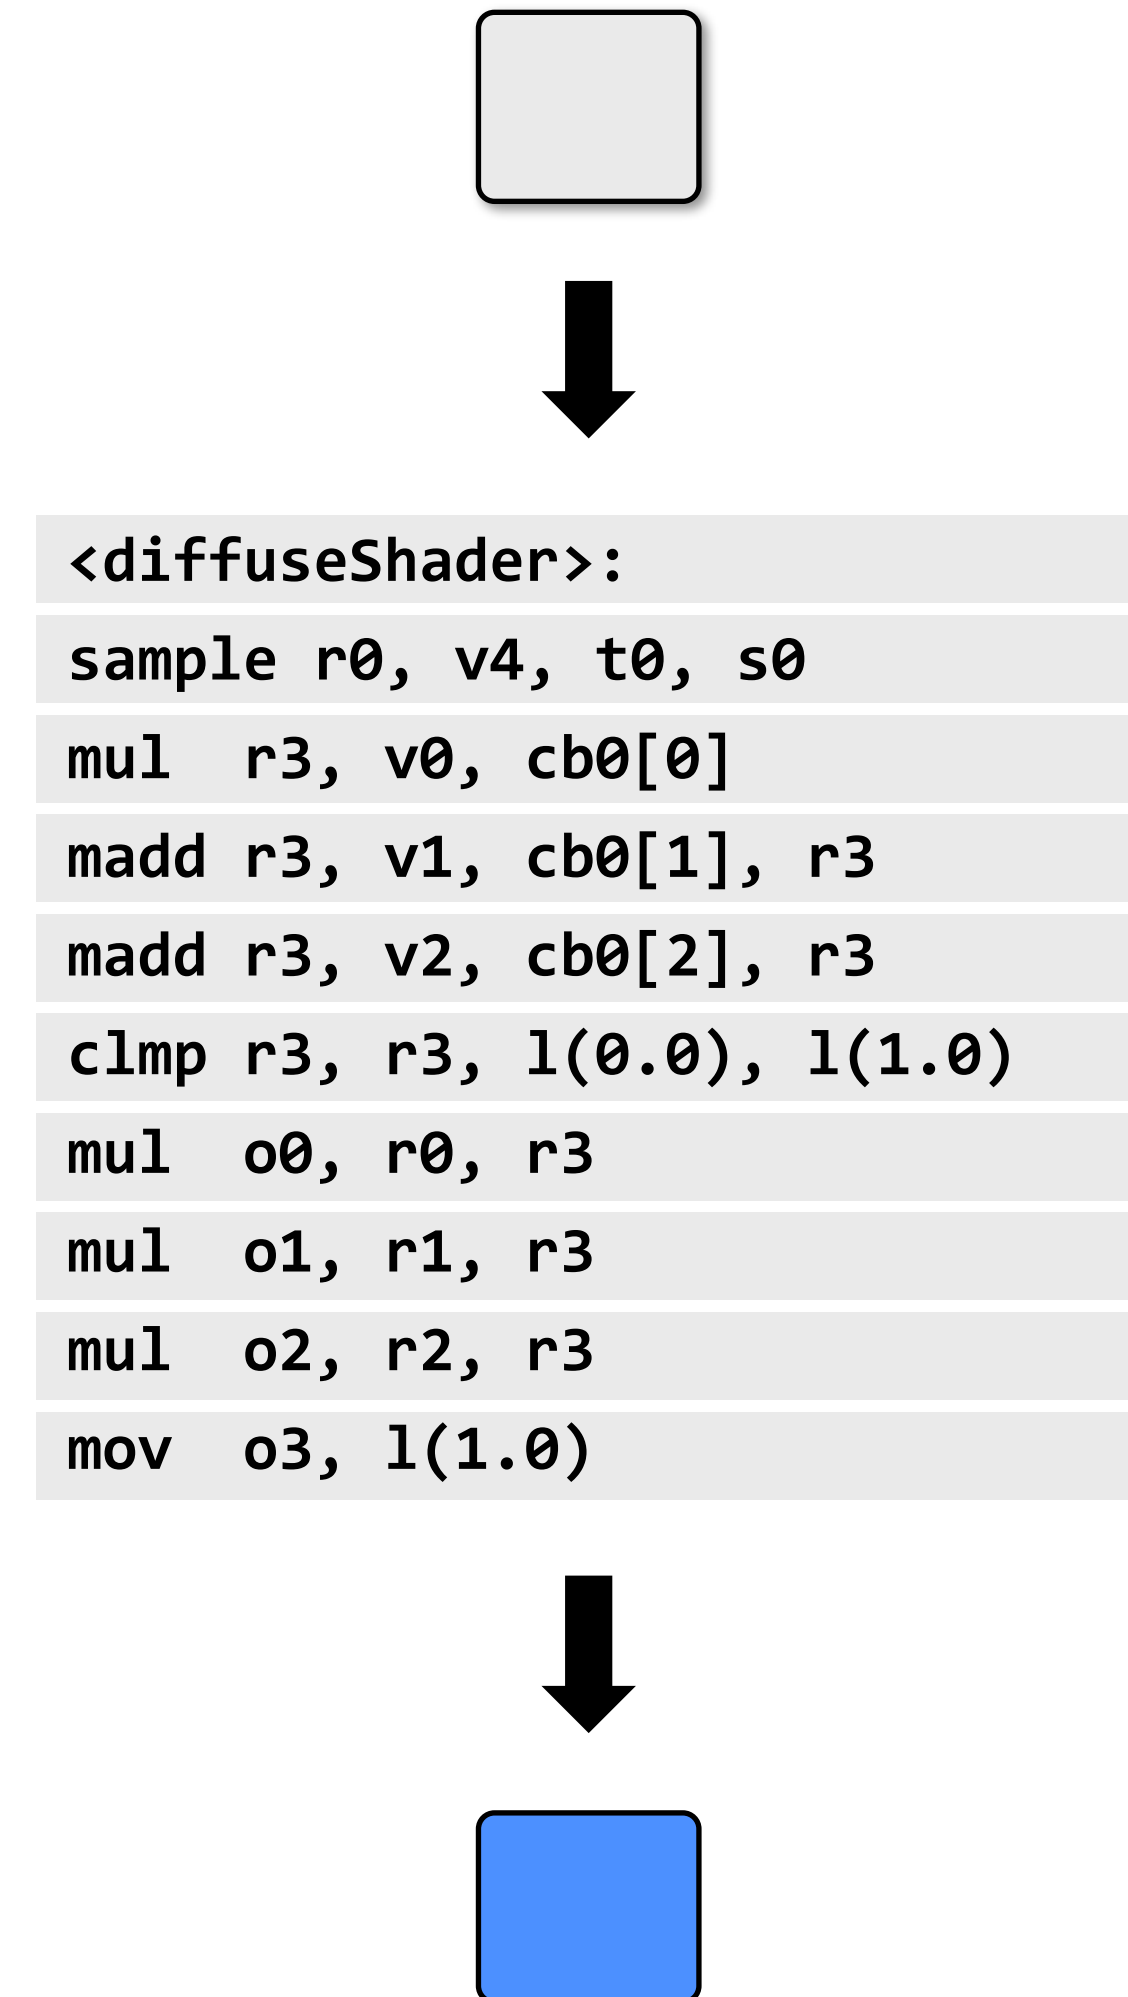 <diffuseShader>:
sample r0, v4, t0, s0
mul  r3, v0, cb0[0]
madd r3, v1, cb0[1], r3
madd r3, v2, cb0[2], r3
clmp r3, r3, l(0.0), l(1.0)
mul  o0, r0, r3
mul  o1, r1, r3
mul  o2, r2, r3
mov  o3, l(1.0)